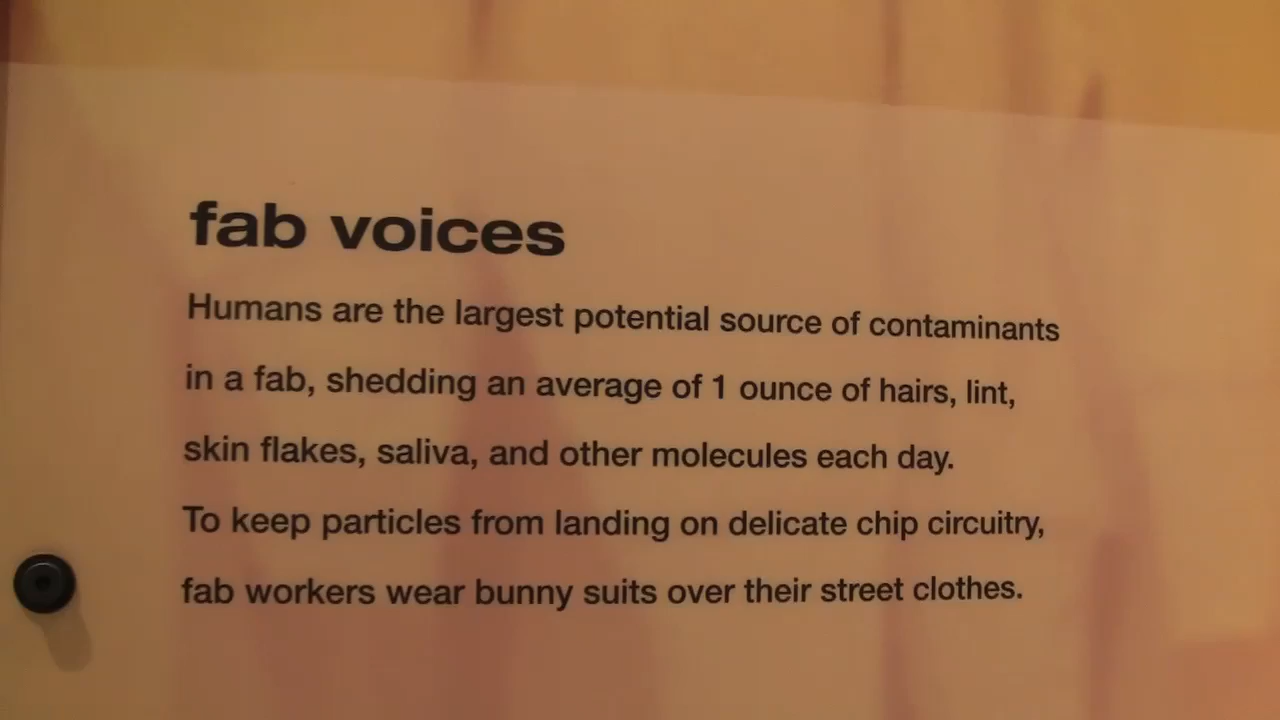 fab voices
Humans are the largest potential source of contaminants
in a fab, shedding an average of 1 ounce of hairs, lint,
skin flakes, saliva, and other molecules each day.
To keep particles from landing on delicate chip circuitry,
fab workers wear bunny suits over their street clothes.